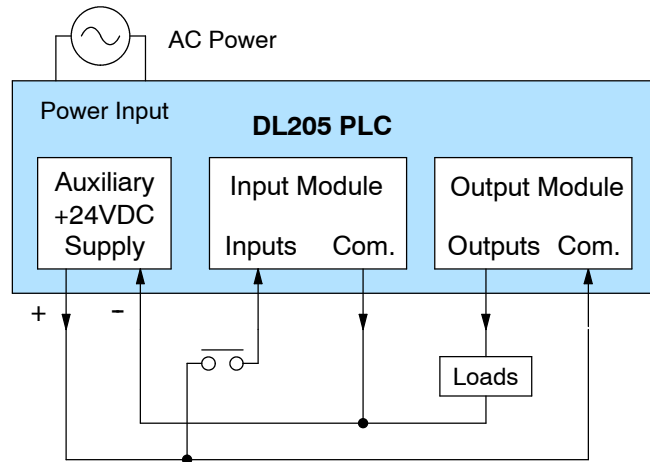 AC Power
Power Input
DL205 PLC
Auxiliary
+24VDC
Supply
Input Module
Inputs Com.
Output Module
Outputs Com.
+ -
Loads